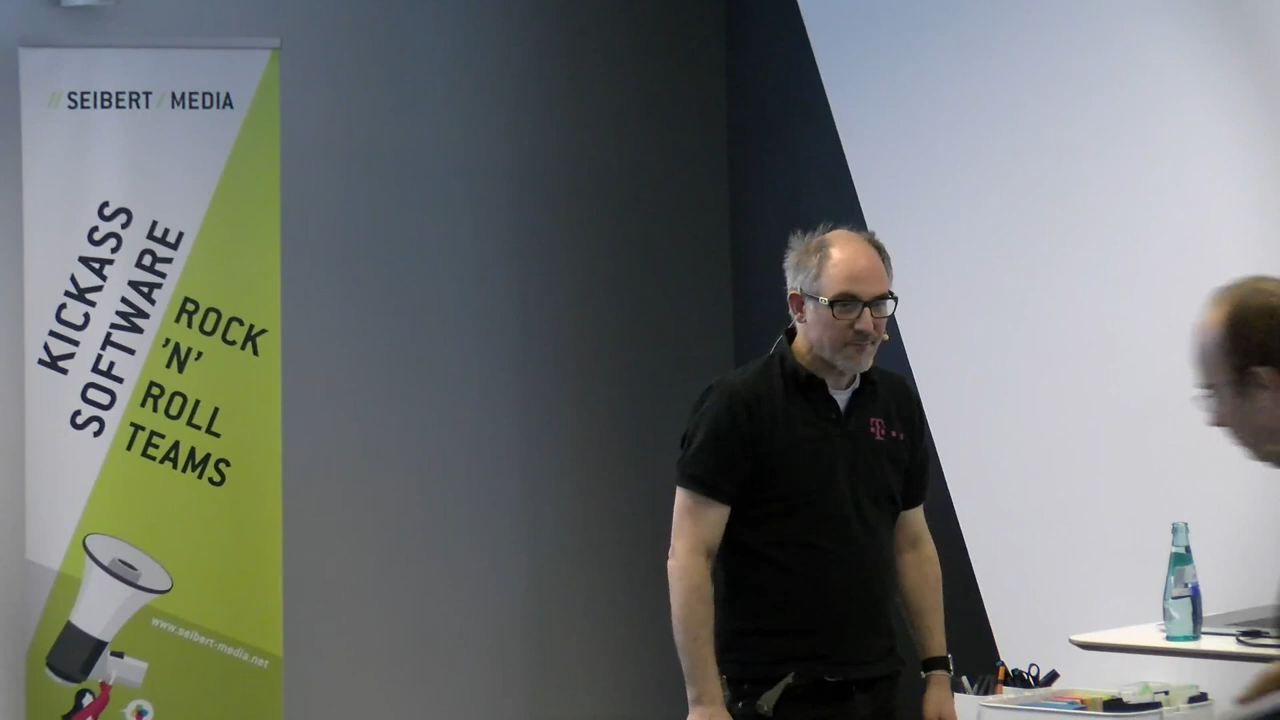 // SEIBERT / MEDIA
KICKASS
SOFTWARE
ROCK
'N'
ROLL
TEAMS
www.seibert-media.net
T